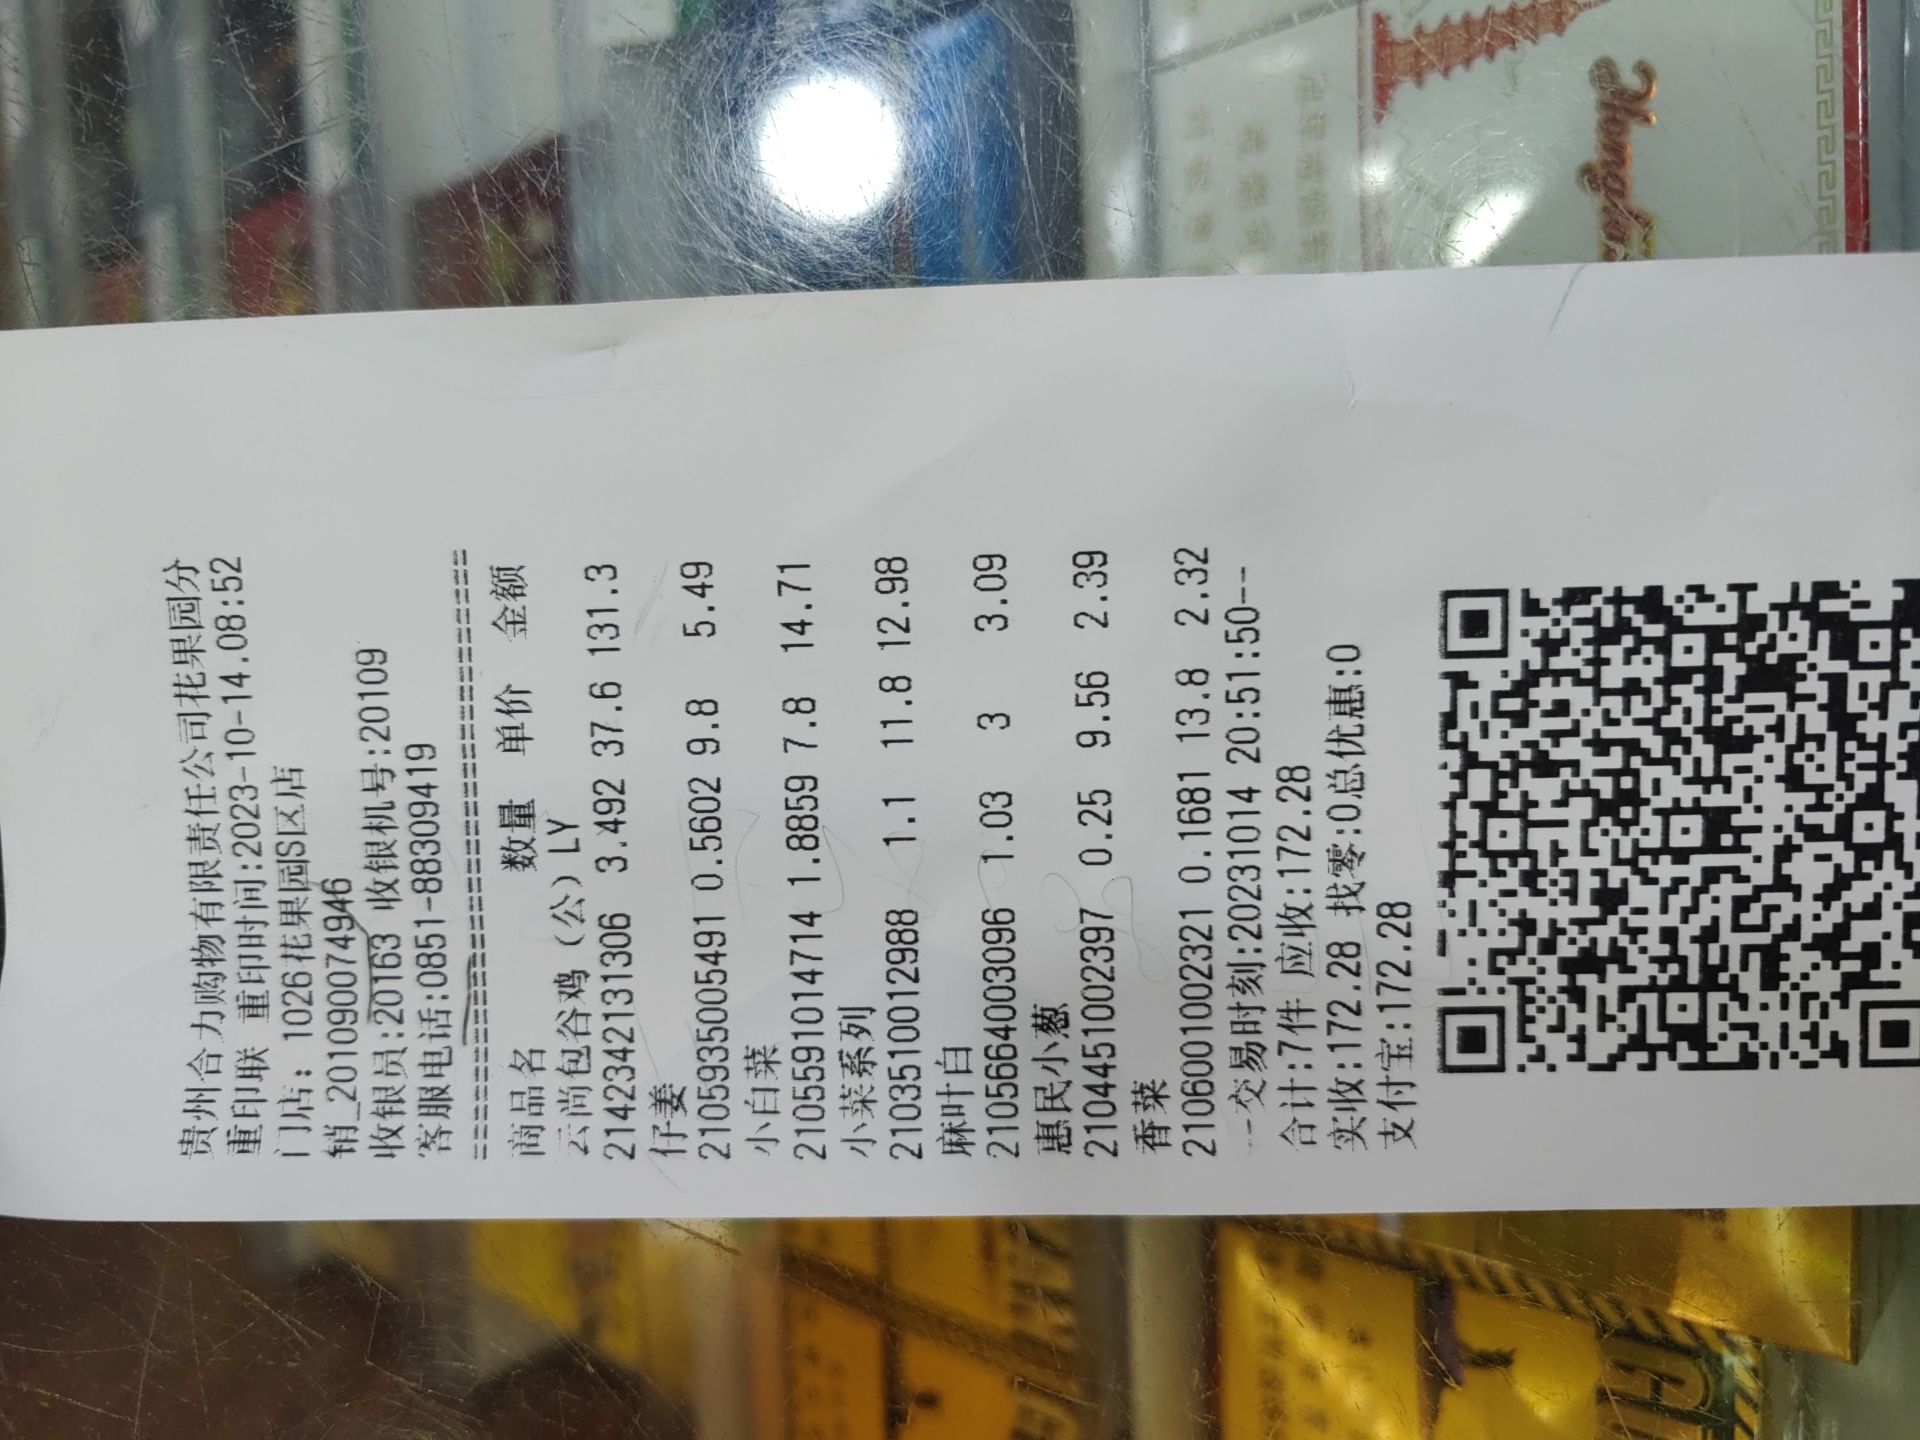 贵州合力购物有限责任公司花果园分
重印联 重印时间:2023-10-14.08:52
门店: 1026花果园S区店
销_201090074946
收银员:20163 收银机号:20109
客服电话:0851-88309419
商品名 数量 单价 金额
云尚包谷鸡(公)LY
2142342131306 3.492 37.6 131.3
仔姜
2105935005491 0.5602 9.8 5.49
小白菜
2105591014714 1.8859 7.8 14.71
小菜系列
2103510012988 1.1 11.8 12.98
麻叶白
2105664003096 1.03 3 3.09
惠民小葱
2104451002397 0.25 9.56 2.39
香菜
2106001002321 0.1681 13.8 2.32
--交易时刻:20231014 20:51:50--
合计:7件 应收:172.28
实收:172.28 找零:0总优惠:0
支付宝:172.28